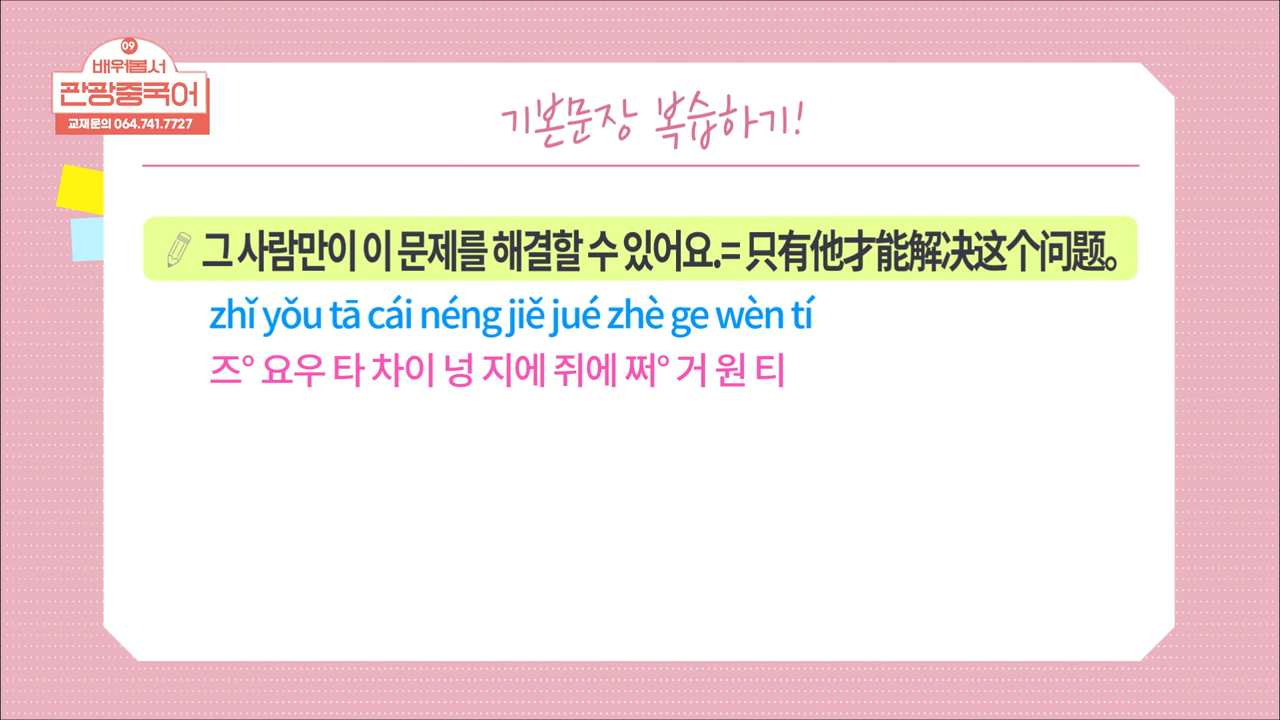 09
배워봅서
관광중국어
교재문의 064.741.7727
기본문장 복습하기!
그 사람만이 이 문제를 해결할 수 있어요.= 只有他才能解决这个问题。
zhǐ yǒu tā cái néng jiě jué zhè ge wèn tí
즈° 요우 타 차이 넝 지에 쥐에 쩌° 거 원 티